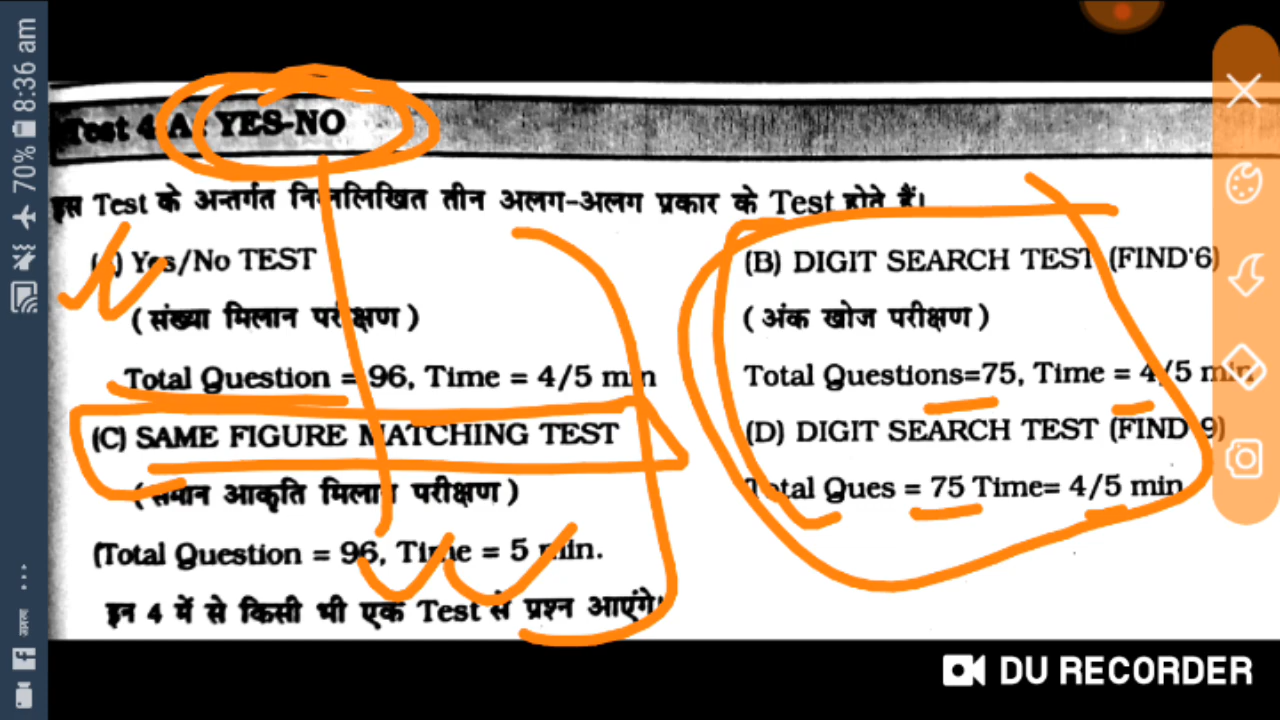 8:36 am
70%
Test 4 A : YES-NO
इस Test के अन्तर्गत निम्नलिखित तीन अलग-अलग प्रकार के Test होते हैं।
(A) Yes/No TEST
(संख्या मिलान परीक्षण)
Total Question = 96, Time = 4/5 min
(B) DIGIT SEARCH TEST (FIND'6)
(अंक खोज परीक्षण)
Total Questions=75, Time = 4/5 min
(C) SAME FIGURE MATCHING TEST
(समान आकृति मिलान परीक्षण)
(Total Question = 96, Time = 5 min.
(D) DIGIT SEARCH TEST (FIND 9)
Total Ques = 75 Time= 4/5 min
इन 4 में से किसी भी एक Test से प्रश्न आएंगे।
DU RECORDER